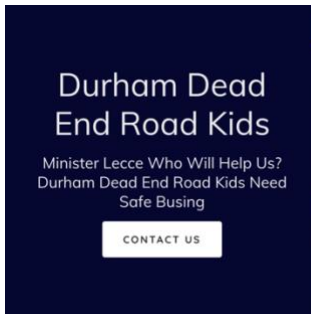 Durham Dead
End Road Kids
Minister Lecce Who Will Help Us?
Durham Dead End Road Kids Need
Safe Busing
CONTACT US